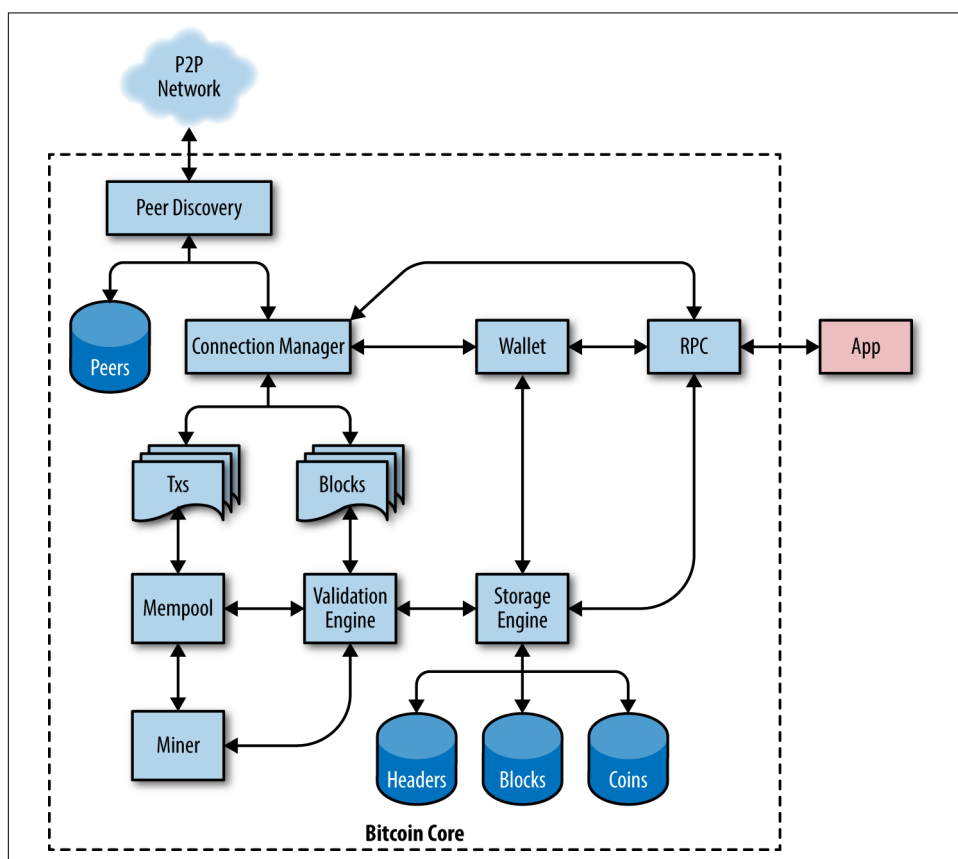 P2P
Network
Peer Discovery
Peers
Connection Manager
Wallet
RPC
App
Txs
Blocks
Mempool
Validation
Engine
Storage
Engine
Miner
Headers
Blocks
Coins
Bitcoin Core